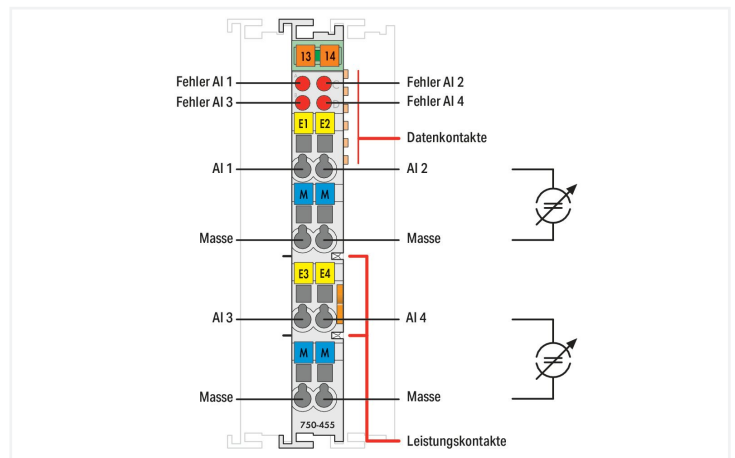 13 14
Fehler AI 1
Fehler AI 2
Fehler AI 3
Fehler AI 4
E1 E2
Datenkontakte
AI 1
AI 2
M M
Masse
Masse
E3 E4
AI 3
AI 4
M M
Masse
Masse
750-455
Leistungskontakte